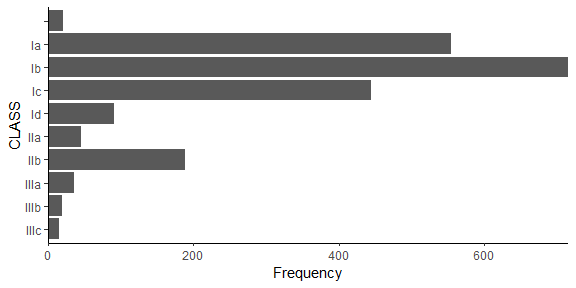 CLASS
Ia
Ib
Ic
Id
IIa
IIb
IIIa
IIIb
IIIc
0 200 400 600
Frequency